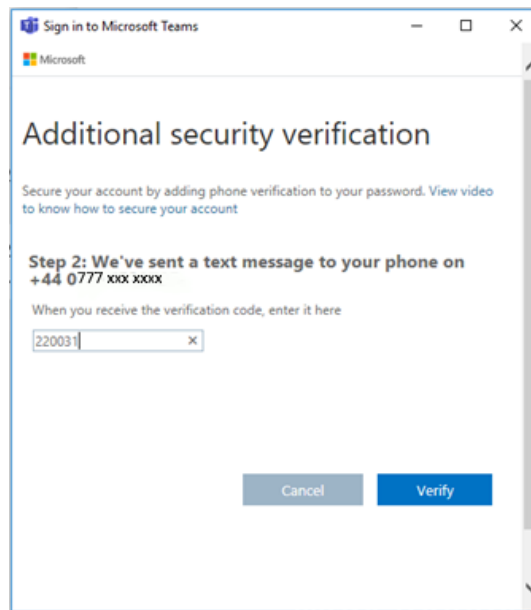 Sign in to Microsoft Teams
Microsoft
Additional security verification
Secure your account by adding phone verification to your password. View video
to know how to secure your account
Step 2: We've sent a text message to your phone on
+44 0777 xxx xxxx
When you receive the verification code, enter it here
220031
Cancel Verify